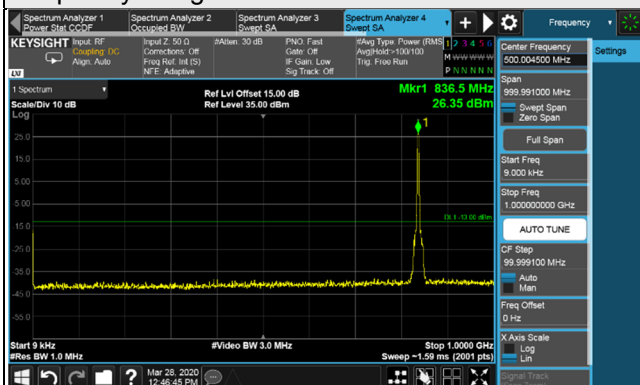 Spectrum Analyzer 1
Power Stat CCDF
Spectrum Analyzer 2
Occupied BW
Spectrum Analyzer 3
Swept SA
Spectrum Analyzer 4
Swept SA
+
Frequency
KEYSIGHT
Input: RF
Coupling: DC
Align: Auto
Input Z: 50 Ω
Corrections: Off
Freq Ref: Int (S)
NFE: Adaptive
#Atten: 30 dB
PNO: Fast
Gate: Off
IF Gain: Low
Sig Track: Off
#Avg Type: Power (RMS
Avg|Hold:>100/100
Trig: Free Run
1 2 3 4 5 6
M W W W W W
P N N N N N
LXI
1 Spectrum
Scale/Div 10 dB
Log
Ref Lvl Offset 15.00 dB
Ref Level 35.00 dBm
Mkr1 836.5 MHz
26.35 dBm
1
25.0
15.0
5.00
DL1 -13.00 dBm
-35.0
-45.0
-55.0
Start 9 kHz
#Res BW 1.0 MHz
#Video BW 3.0 MHz
Stop 1.0000 GHz
Sweep ~1.59 ms (2001 pts)
Center Frequency
500.004500 MHz
Settings
Span
999.991000 MHz
Swept Span
Zero Span
Full Span
Start Freq
9.000 kHz
Stop Freq
1.000000000 GHz
AUTO TUNE
CF Step
99.999100 MHz
Auto
Man
Freq Offset
0 Hz
X Axis Scale
Log
Lin
Signal Track
Mar 28, 2020
12:46:45 PM
?